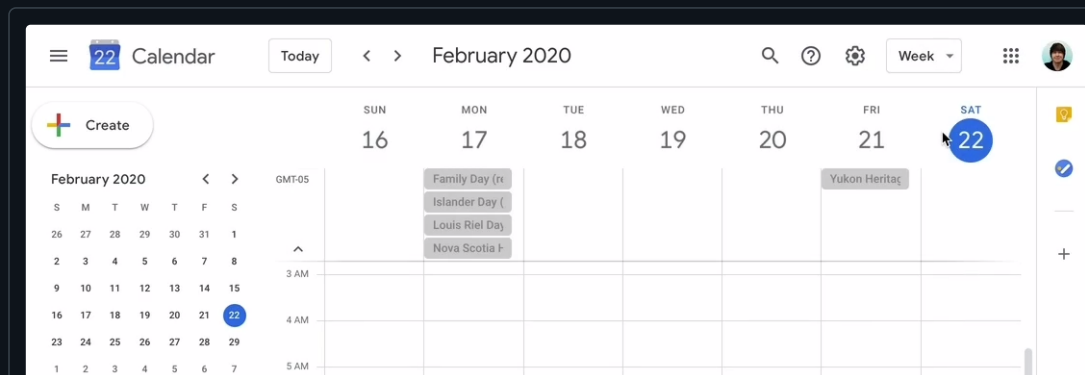 22 Calendar Today February 2020 Week
Create
SUN MON TUE WED THU FRI SAT
16 17 18 19 20 21 22
February 2020
GMT-05
Family Day (re Yukon Heritag
Islander Day (
Louis Riel Day
Nova Scotia H
S M T W T F S
26 27 28 29 30 31 1
2 3 4 5 6 7 8
9 10 11 12 13 14 15
16 17 18 19 20 21 22
23 24 25 26 27 28 29
1 2 3 4 5 6 7
3 AM
4 AM
5 AM